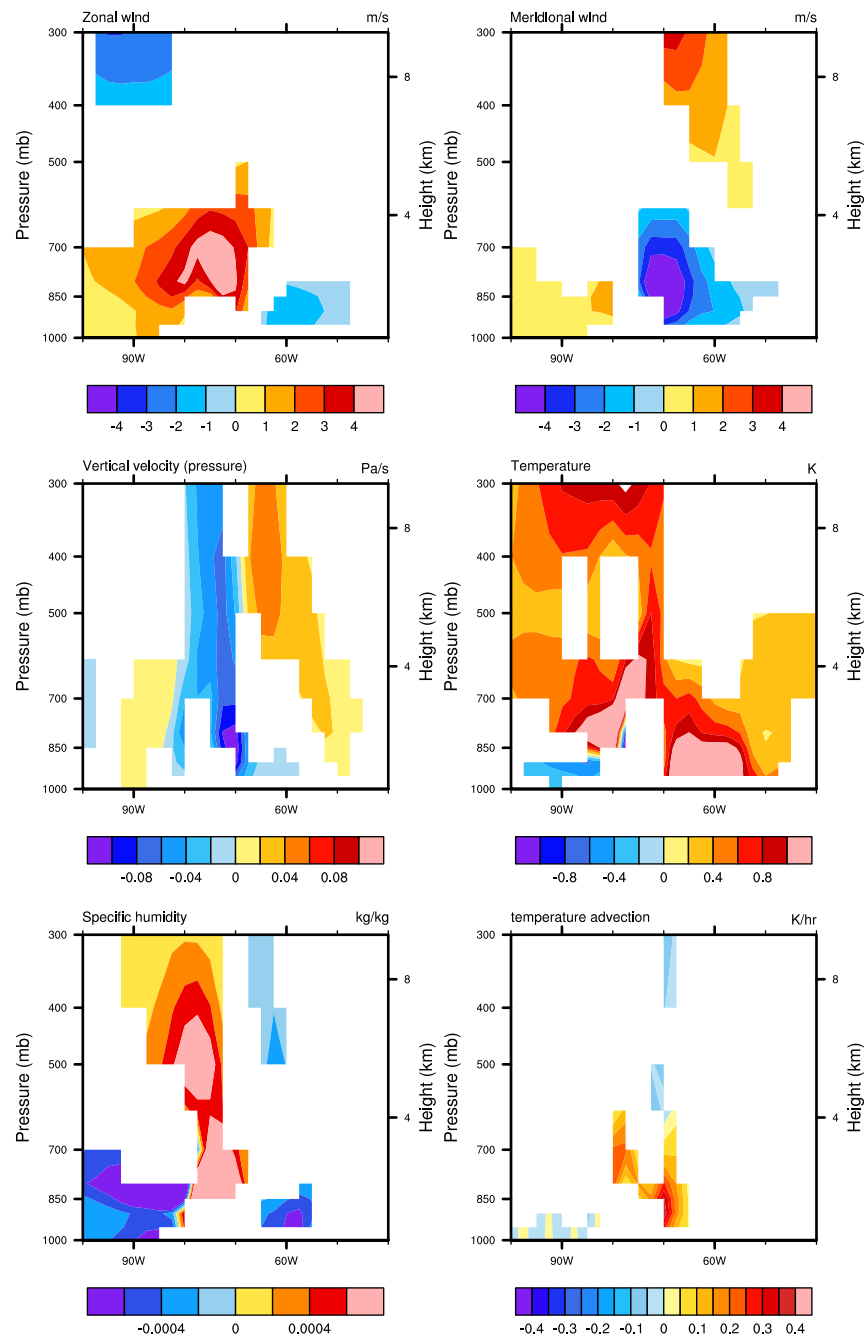 Zonal wind m/s
300
400
500
700
850
1000
Pressure (mb)
8
4
Height (km)
90W 60W
-4 -3 -2 -1 0 1 2 3 4
Meridional wind m/s
300
400
500
700
850
1000
Pressure (mb)
8
4
Height (km)
90W 60W
-4 -3 -2 -1 0 1 2 3 4
Vertical velocity (pressure) Pa/s
300
400
500
700
850
1000
Pressure (mb)
8
4
Height (km)
90W 60W
-0.08 -0.04 0 0.04 0.08
Temperature K
300
400
500
700
850
1000
Pressure (mb)
8
4
Height (km)
90W 60W
-0.8 -0.4 0 0.4 0.8
Specific humidity kg/kg
300
400
500
700
850
1000
Pressure (mb)
8
4
Height (km)
90W 60W
-0.0004 0 0.0004
temperature advection K/hr
300
400
500
700
850
1000
Pressure (mb)
8
4
Height (km)
90W 60W
-0.4 -0.3 -0.2 -0.1 0 0.1 0.2 0.3 0.4